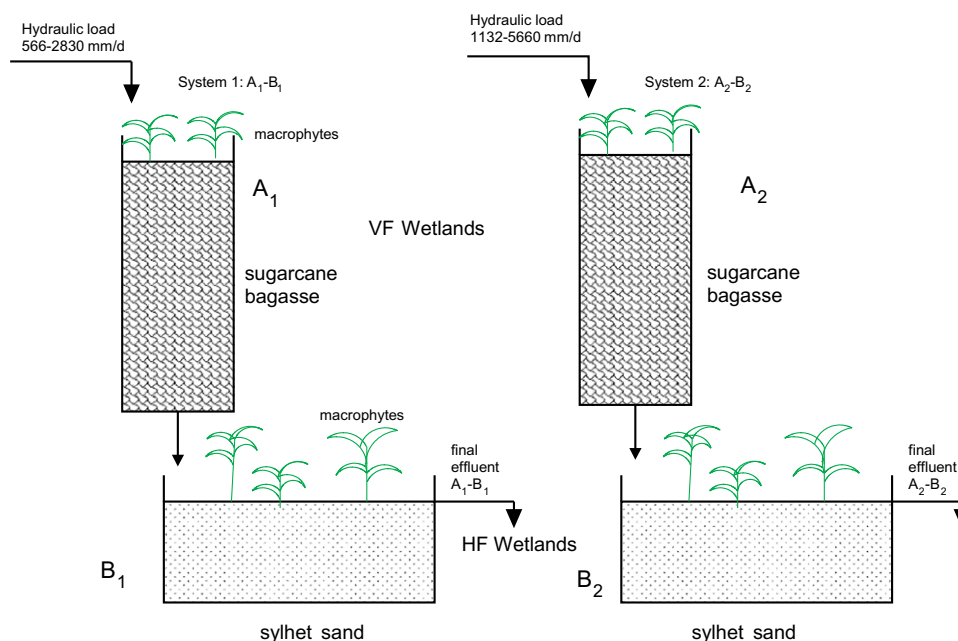 Hydraulic load
566-2830 mm/d
Hydraulic load
1132-5660 mm/d
System 1: A₁-B₁
System 2: A₂-B₂
macrophytes
A₁
A₂
VF Wetlands
sugarcane
bagasse
sugarcane
bagasse
macrophytes
final
effluent
A₁-B₁
final
effluent
A₂-B₂
HF Wetlands
B₁
B₂
sylhet sand
sylhet sand